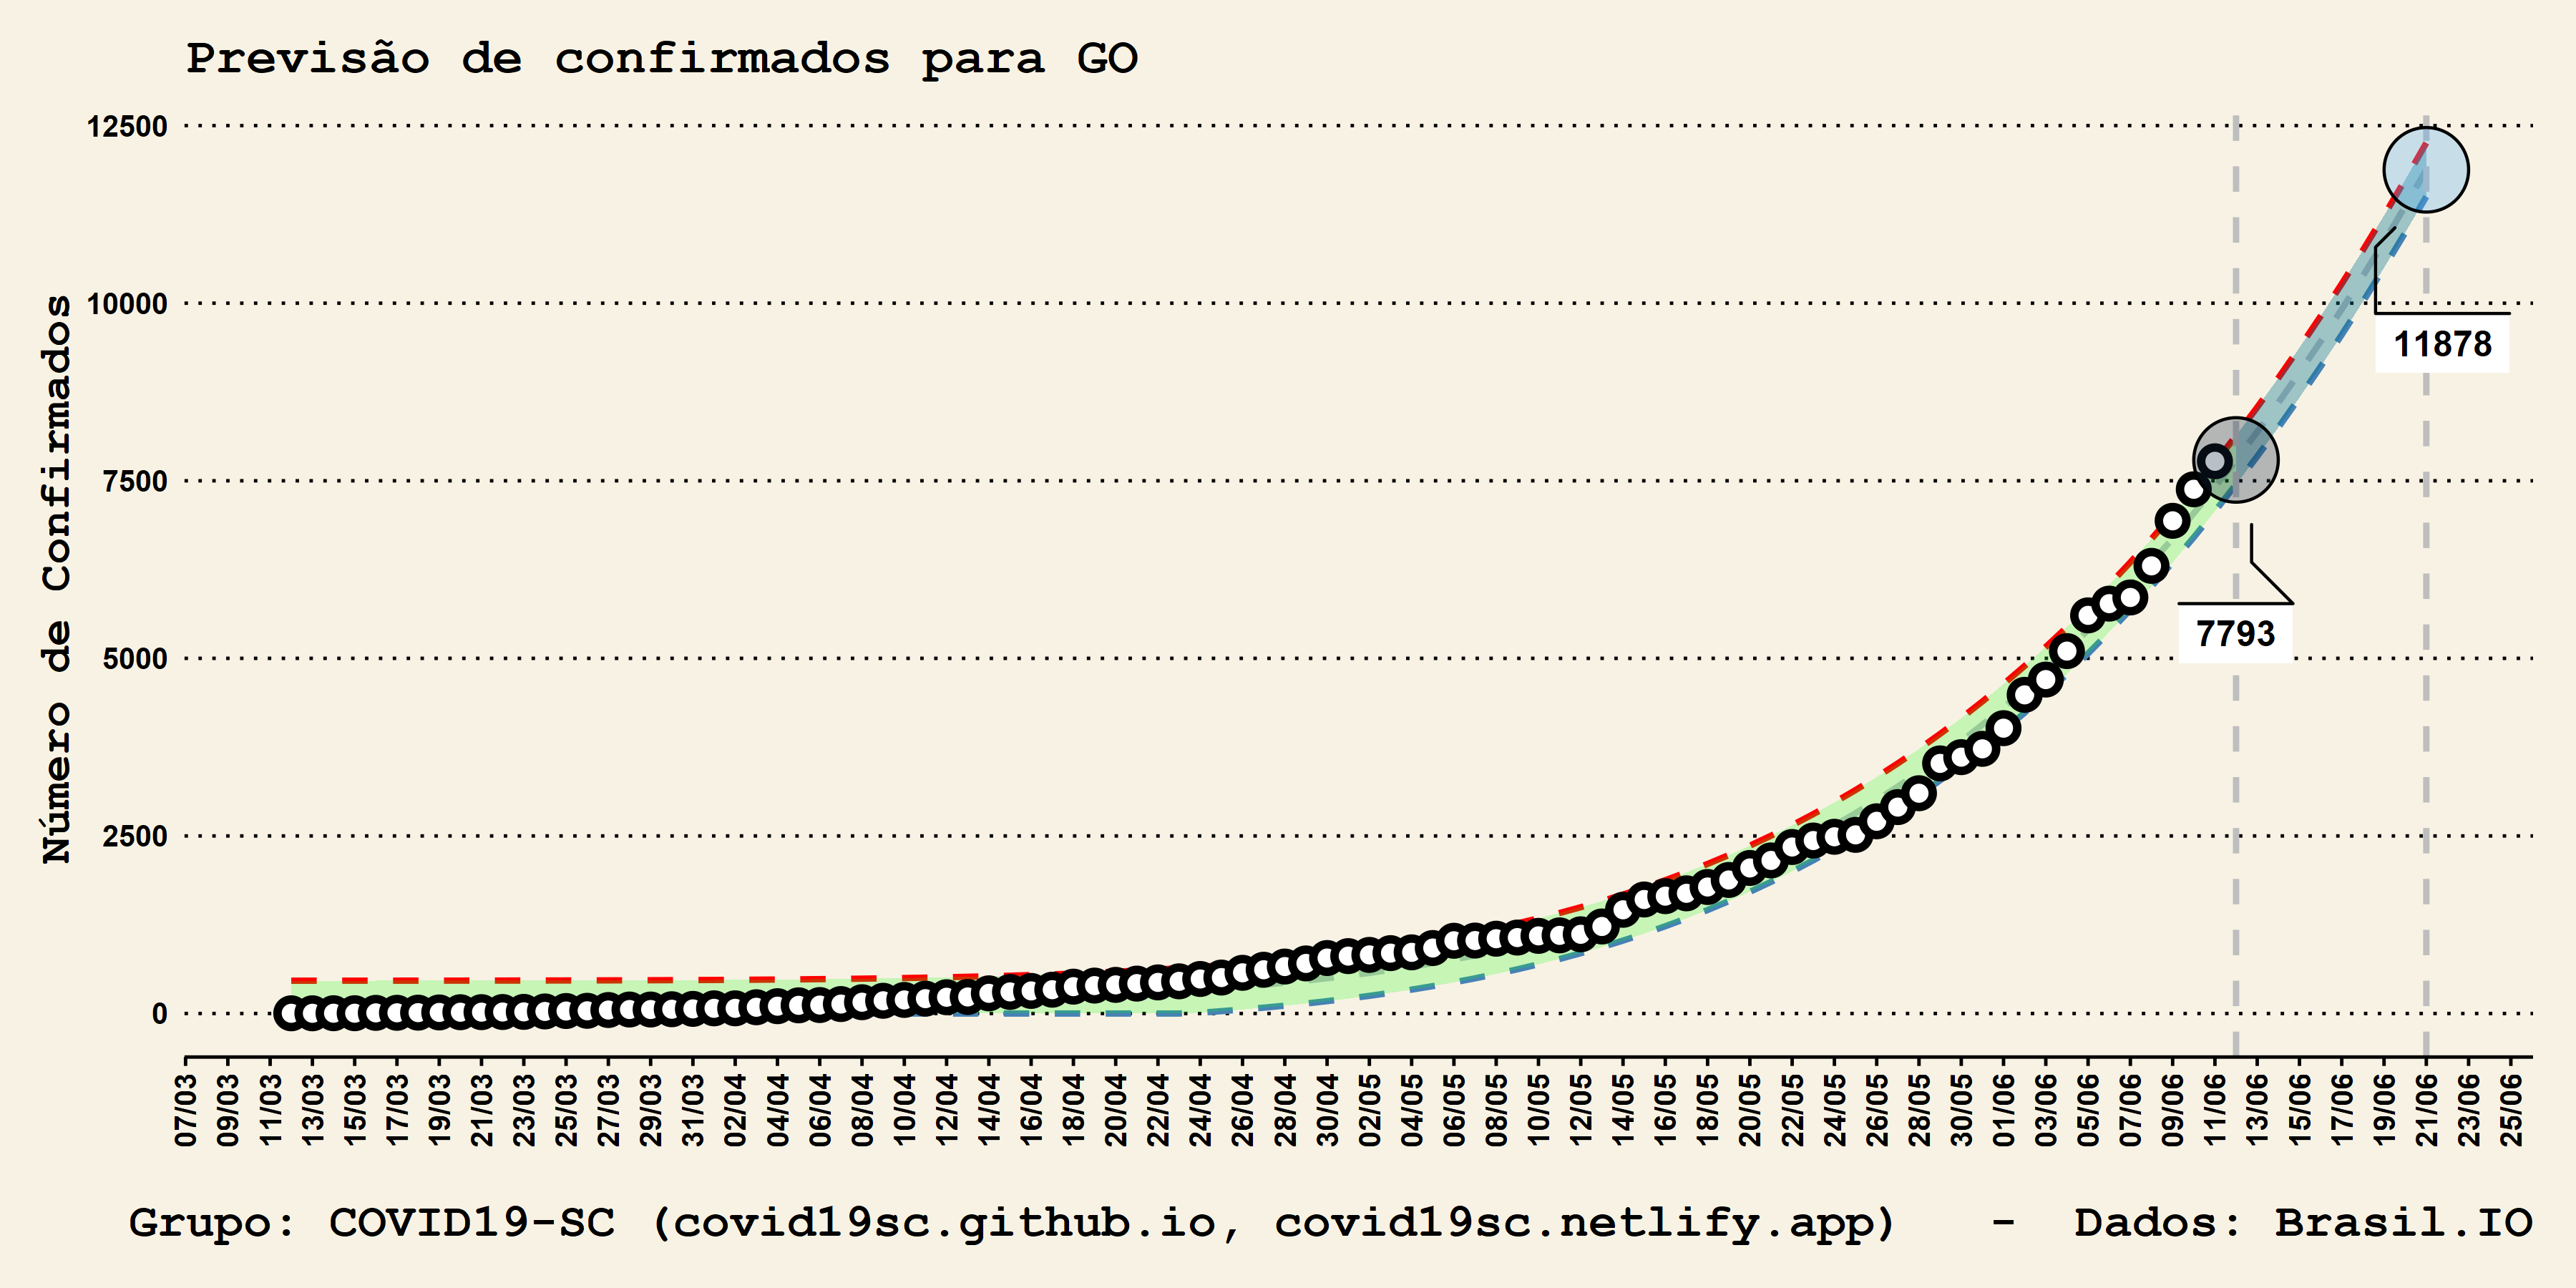 Previsão de confirmados para GO
Número de Confirmados
12500
10000
7500
5000
2500
0
11878
7793
07/03 09/03 11/03 13/03 15/03 17/03 19/03 21/03 23/03 25/03 27/03 29/03 31/03 02/04 04/04 06/04 08/04 10/04 12/04 14/04 16/04 18/04 20/04 22/04 24/04 26/04 28/04 30/04 02/05 04/05 06/05 08/05 10/05 12/05 14/05 16/05 18/05 20/05 22/05 24/05 26/05 28/05 30/05 01/06 03/06 05/06 07/06 09/06 11/06 13/06 15/06 17/06 19/06 21/06 23/06 25/06
Grupo: COVID19-SC (covid19sc.github.io, covid19sc.netlify.app) - Dados: Brasil.IO